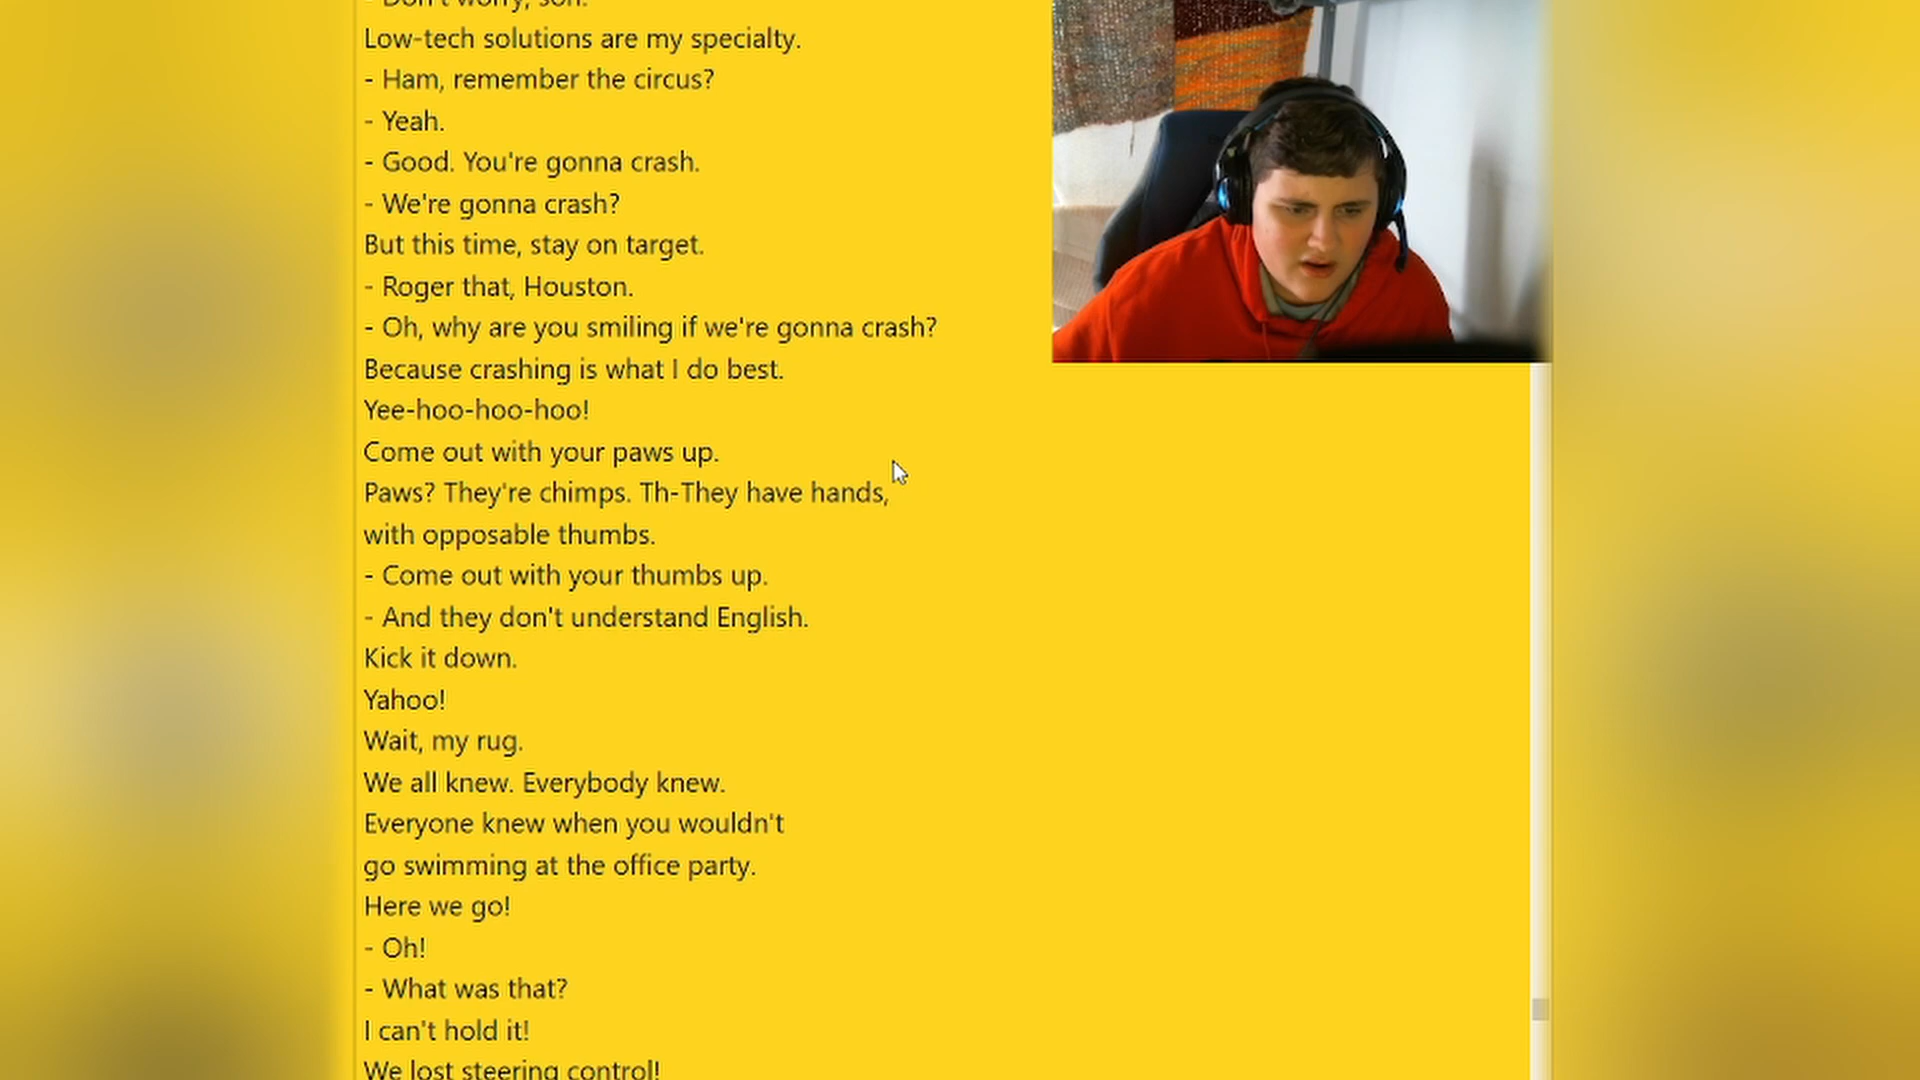 - Don't worry, son.
Low-tech solutions are my specialty.
- Ham, remember the circus?
- Yeah.
- Good. You're gonna crash.
- We're gonna crash?
But this time, stay on target.
- Roger that, Houston.
- Oh, why are you smiling if we're gonna crash?
Because crashing is what I do best.
Yee-hoo-hoo-hoo!
Come out with your paws up.
Paws? They're chimps. Th-They have hands,
with opposable thumbs.
- Come out with your thumbs up.
- And they don't understand English.
Kick it down.
Yahoo!
Wait, my rug.
We all knew. Everybody knew.
Everyone knew when you wouldn't
go swimming at the office party.
Here we go!
- Oh!
- What was that?
I can't hold it!
We lost steering control!